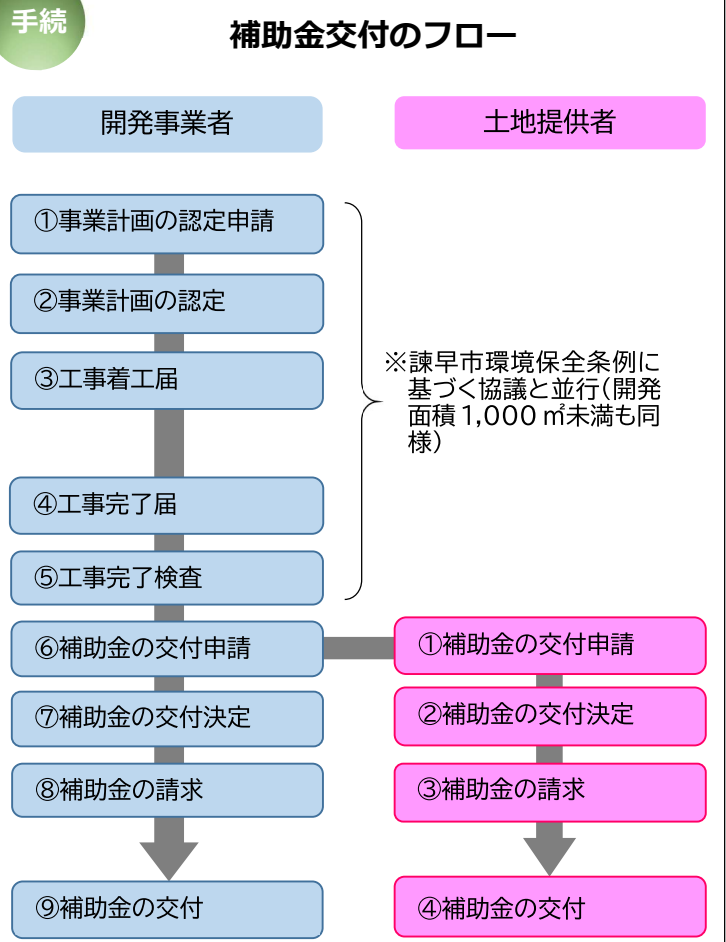 手続
補助金交付のフロー
開発事業者
土地提供者
①事業計画の認定申請
②事業計画の認定
③工事着工届
※諫早市環境保全条例に
基づく協議と並行(開発
面積1,000㎡未満も同
様)
④工事完了届
⑤工事完了検査
⑥補助金の交付申請
⑦補助金の交付決定
⑧補助金の請求
⑨補助金の交付
①補助金の交付申請
②補助金の交付決定
③補助金の請求
④補助金の交付